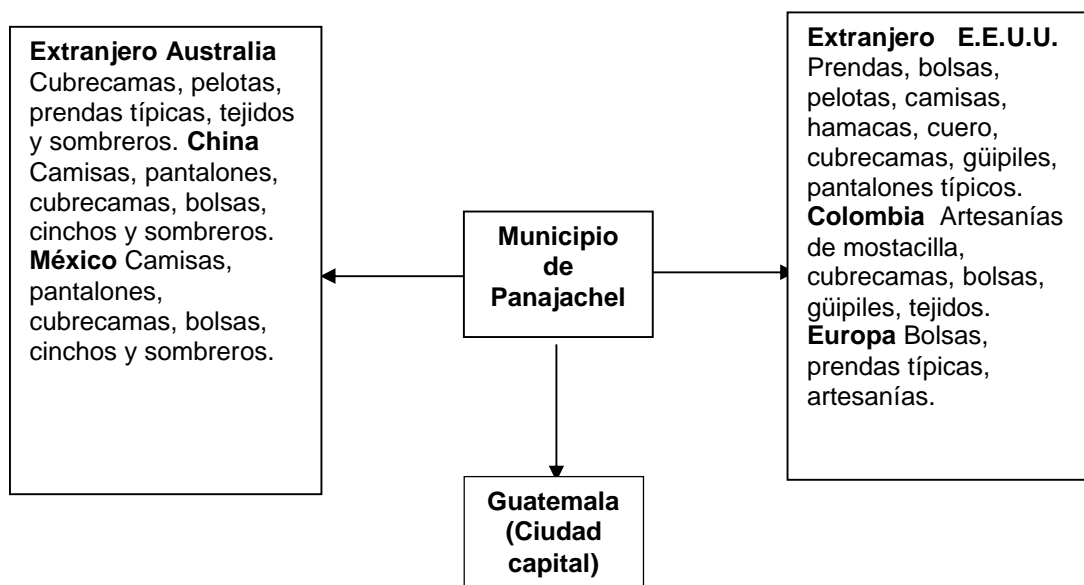 Extranjero Australia
Cubrecamas, pelotas,
prendas típicas, tejidos
y sombreros. China
Camisas, pantalones,
cubrecamas, bolsas,
cinchos y sombreros.
México Camisas,
pantalones,
cubrecamas, bolsas,
cinchos y sombreros.
Municipio
de
Panajachel
Extranjero E.E.U.U.
Prendas, bolsas,
pelotas, camisas,
hamacas, cuero,
cubrecamas, güipiles,
pantalones típicos.
Colombia Artesanías
de mostacilla,
cubrecamas, bolsas,
güipiles, tejidos.
Europa Bolsas,
prendas típicas,
artesanías.
Guatemala
(Ciudad
capital)